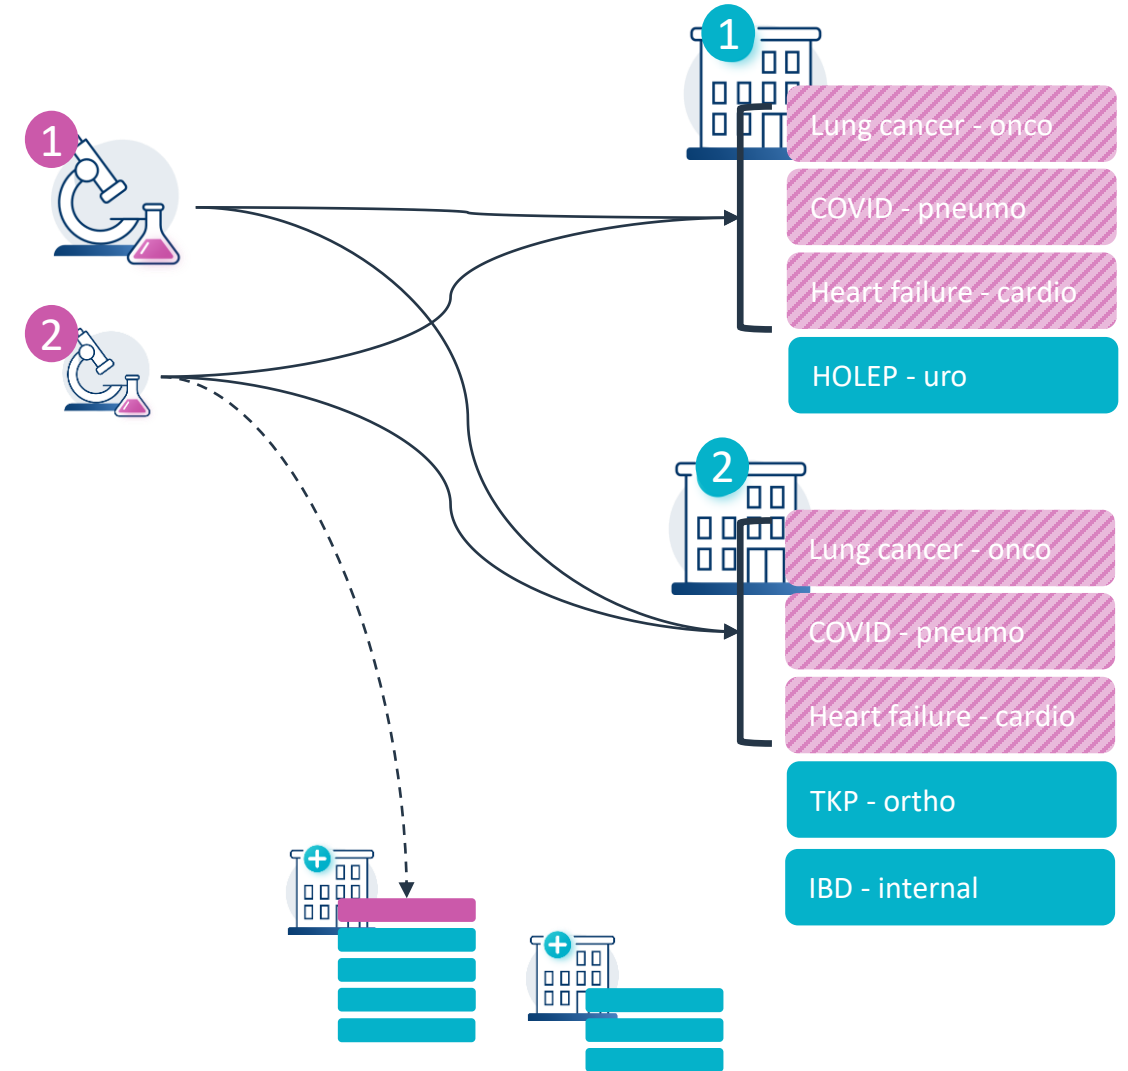 1
Lung cancer - onco
COVID - pneumo
Heart failure - cardio
HOLEP - uro
1
2
2
Lung cancer - onco
COVID - pneumo
Heart failure - cardio
TKP - ortho
IBD - internal